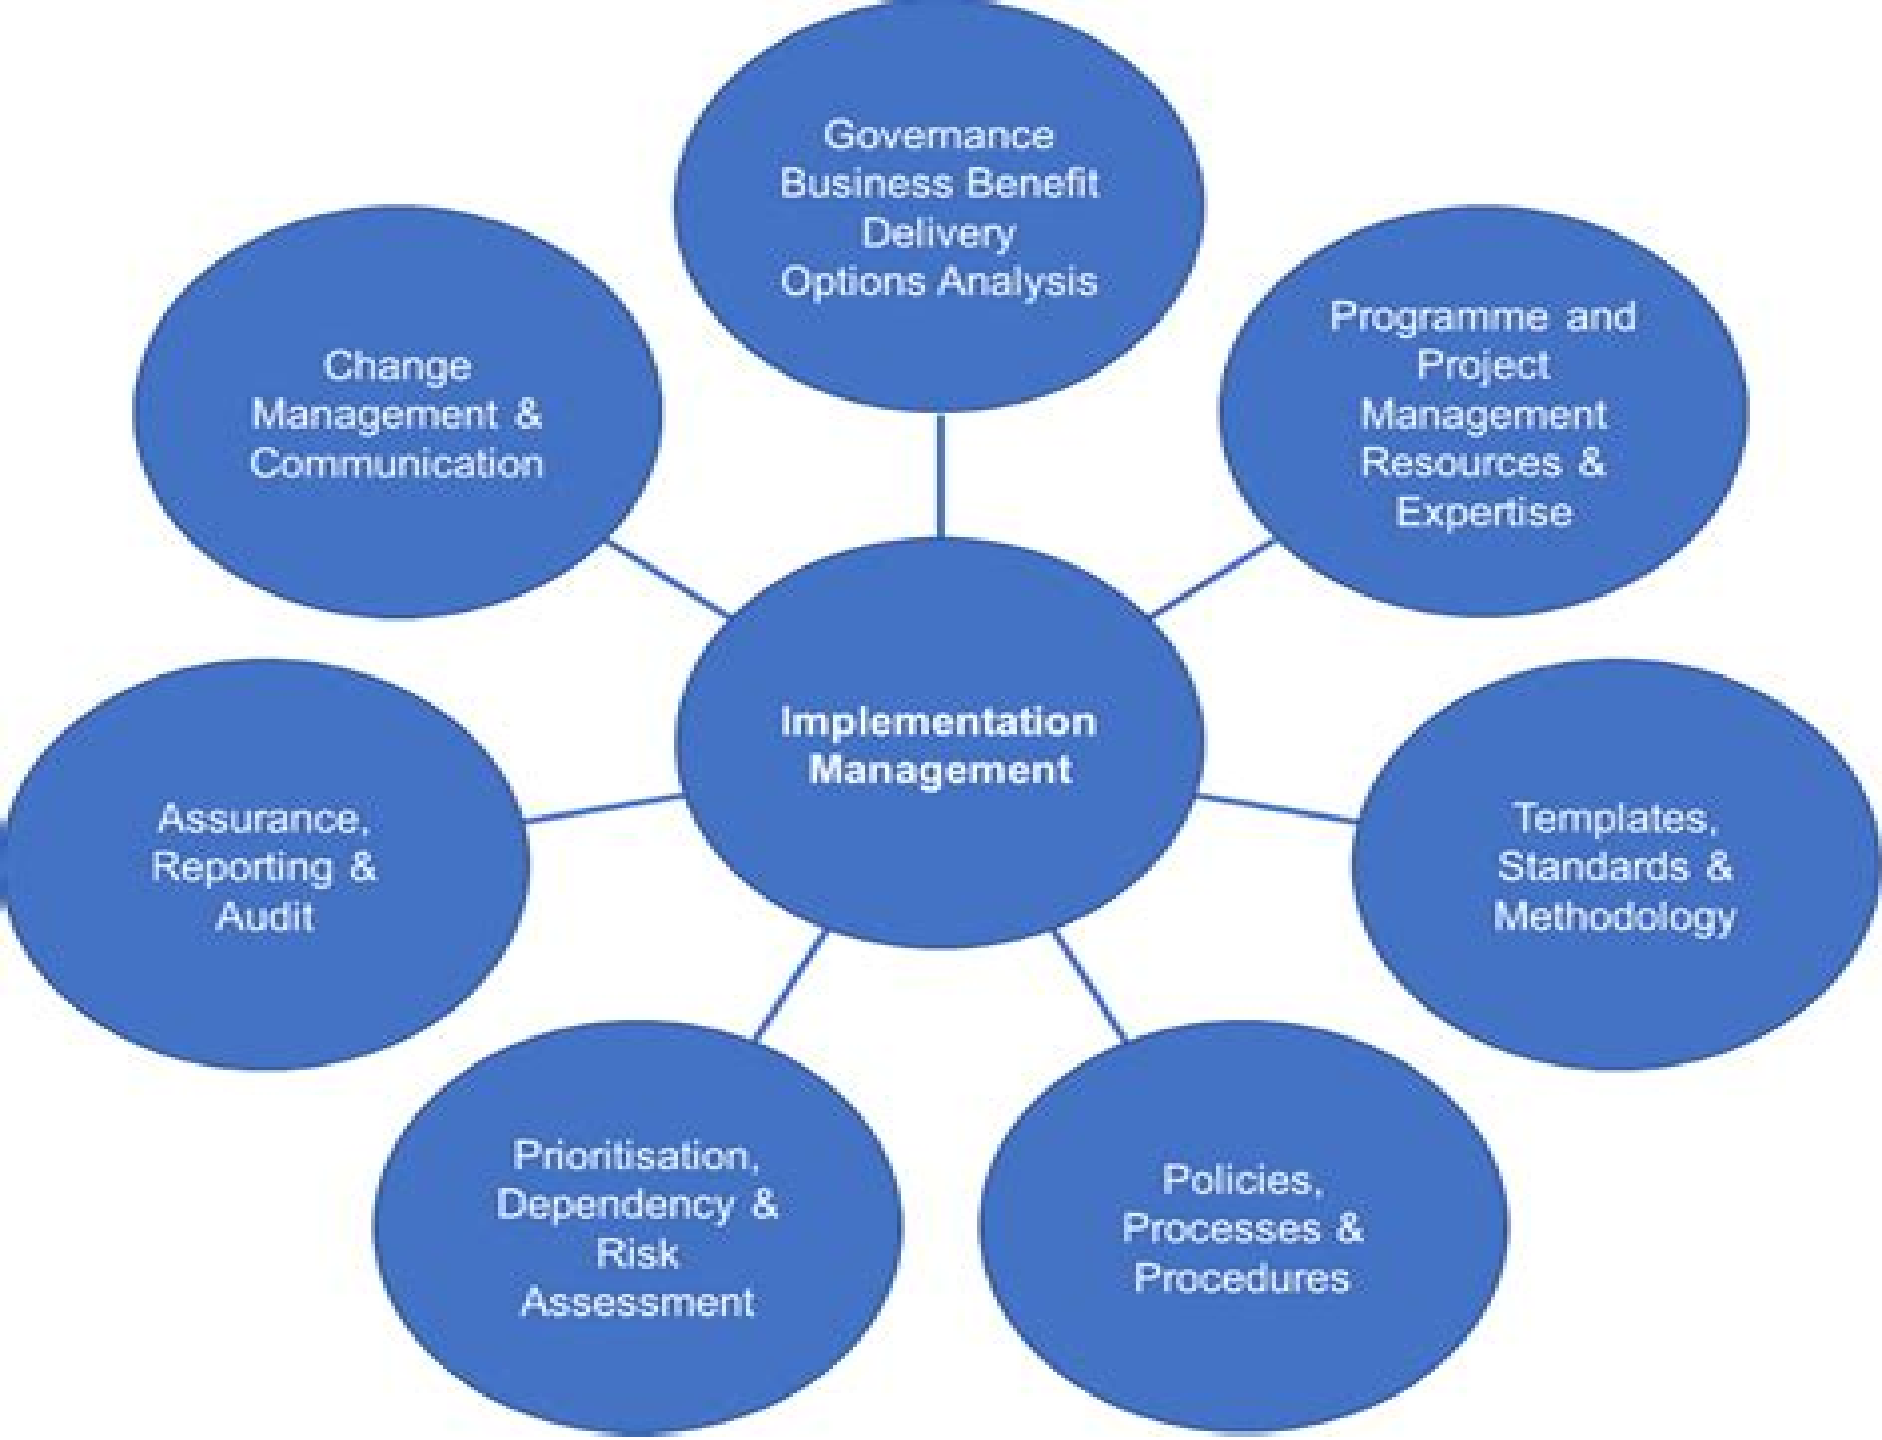 Governance
Business Benefit
Delivery
Options Analysis
Programme and
Project
Management
Resources &
Expertise
Change
Management &
Communication
Implementation
Management
Assurance,
Reporting &
Audit
Templates,
Standards &
Methodology
Prioritisation,
Dependency &
Risk
Assessment
Policies,
Processes &
Procedures